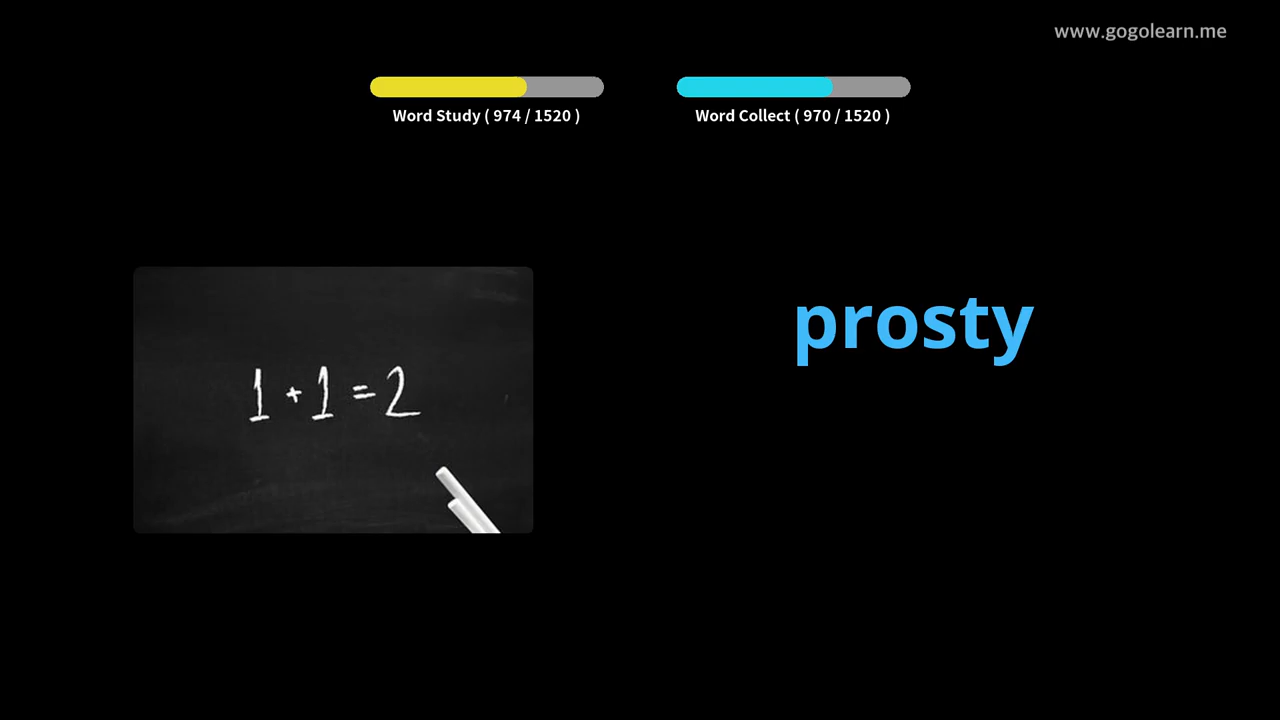 www.gogolearn.me
Word Study ( 974 / 1520 )
Word Collect ( 970 / 1520 )
prosty
1 + 1 = 2